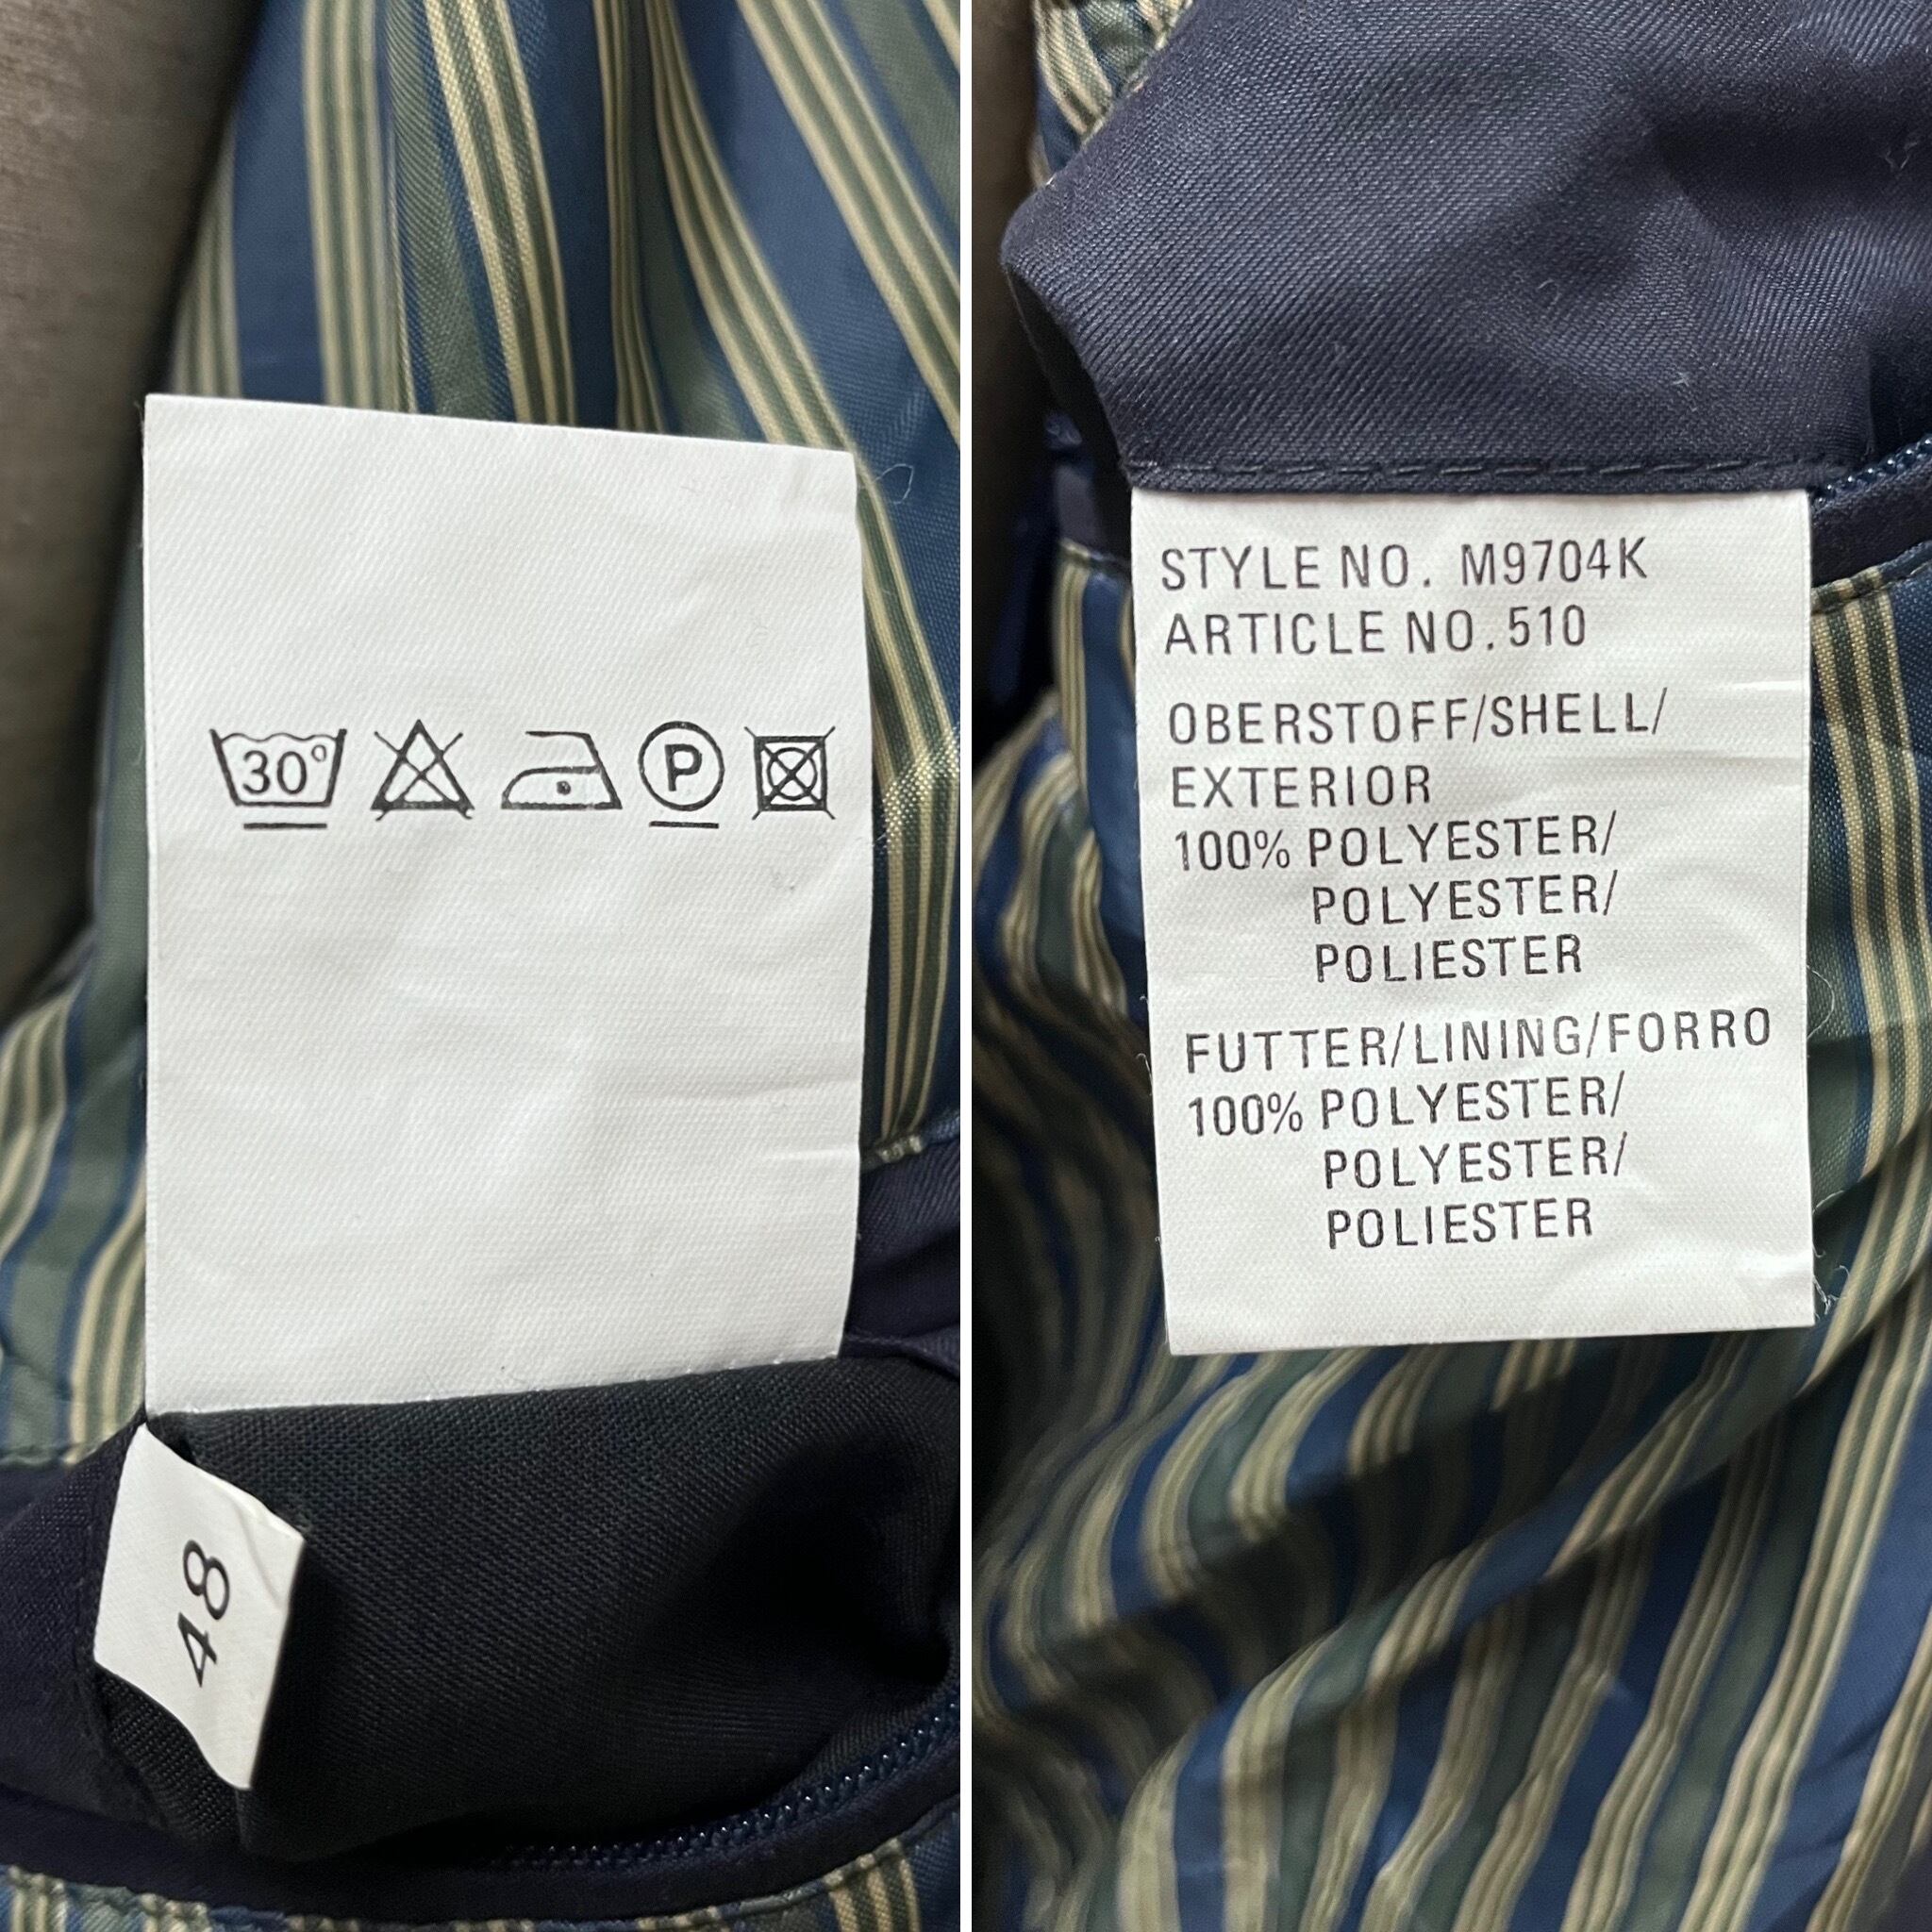 30°
P
48
STYLE NO. M9704K
ARTICLE NO.510
OBERSTOFF/SHELL/
EXTERIOR
100% POLYESTER/
POLYESTER/
POLIESTER
FUTTER/LINING/FORRO
100% POLYESTER/
POLYESTER/
POLIESTER